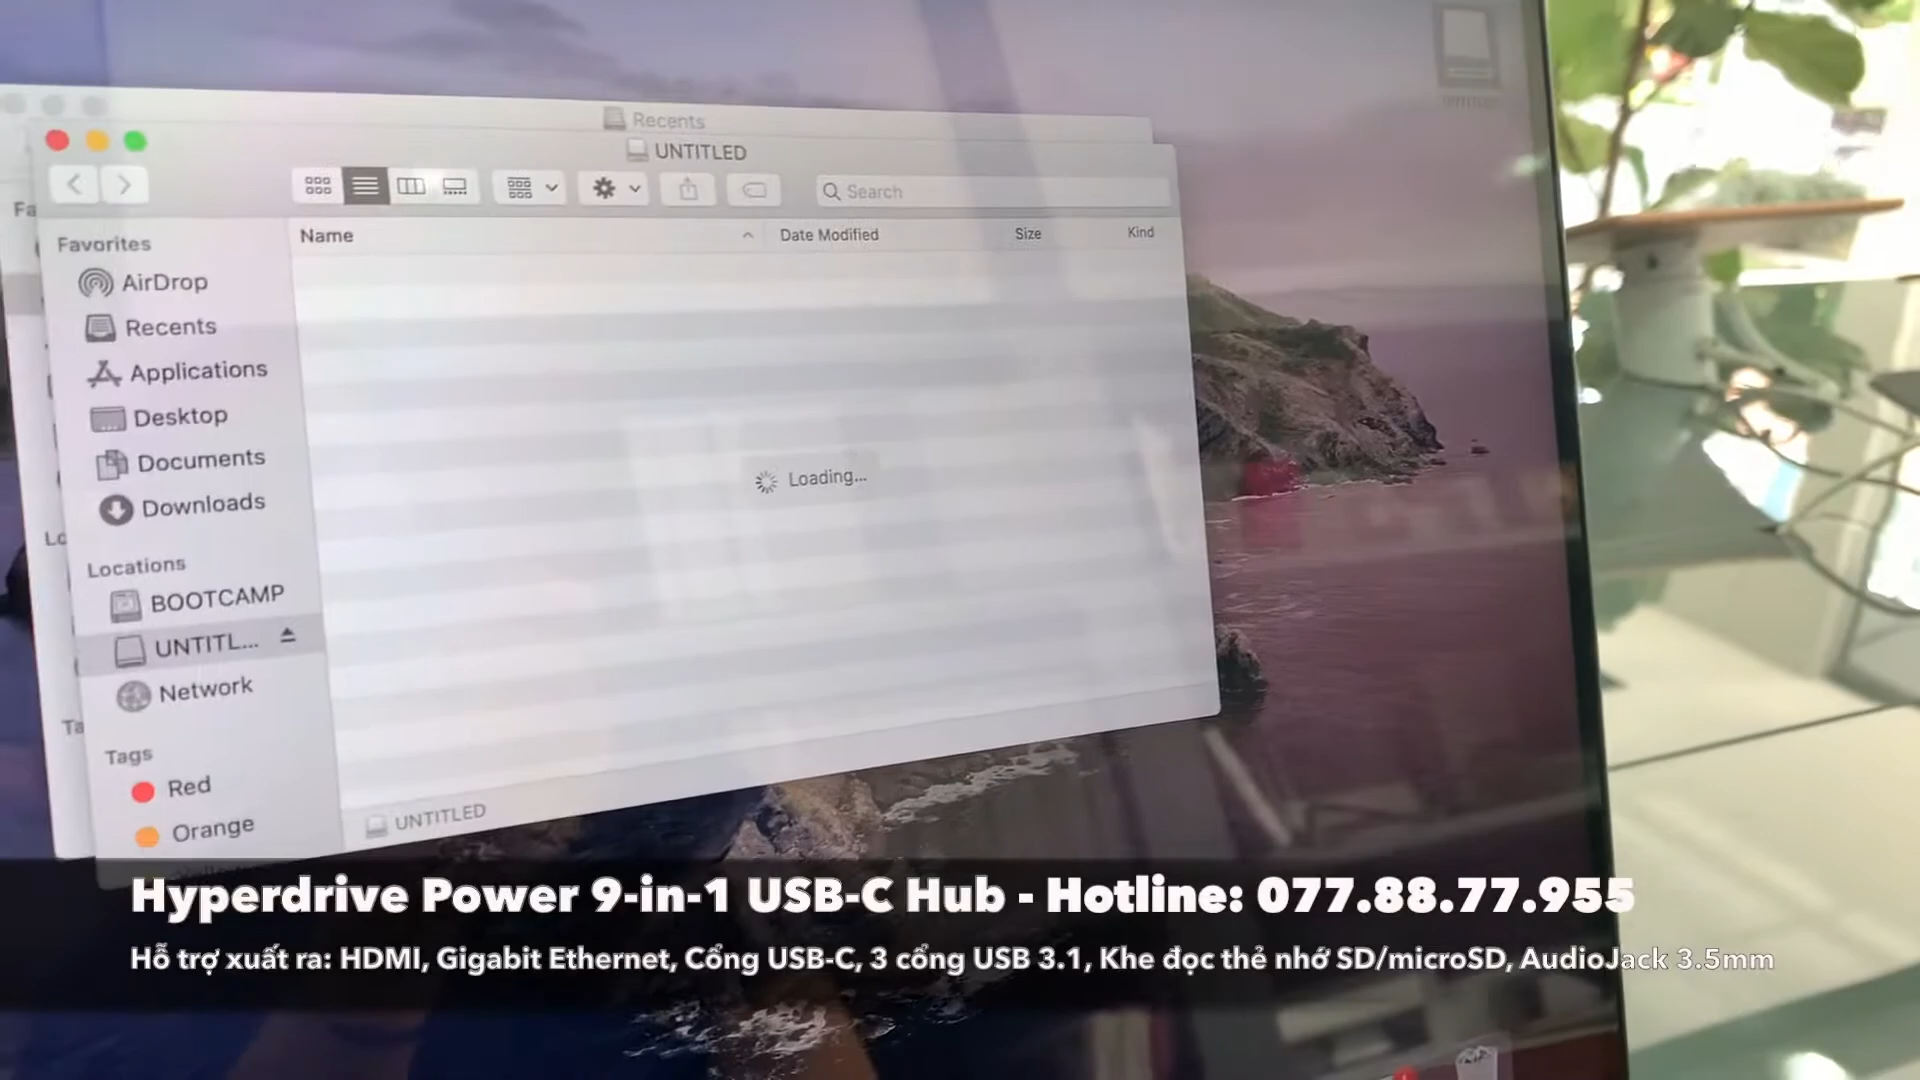 Recents
UNTITLED
Search
Name Date Modified Size Kind
Favorites
AirDrop
Recents
Applications
Desktop
Documents
Downloads
Locations
BOOTCAMP
UNTITL...
Network
Tags
Red
Orange
Loading...
UNTITLED
Fa
Lo
Ta
Hyperdrive Power 9-in-1 USB-C Hub - Hotline: 077.88.77.955
Hỗ trợ xuất ra: HDMI, Gigabit Ethernet, Cổng USB-C, 3 cổng USB 3.1, Khe đọc thẻ nhớ SD/microSD, AudioJack 3.5mm